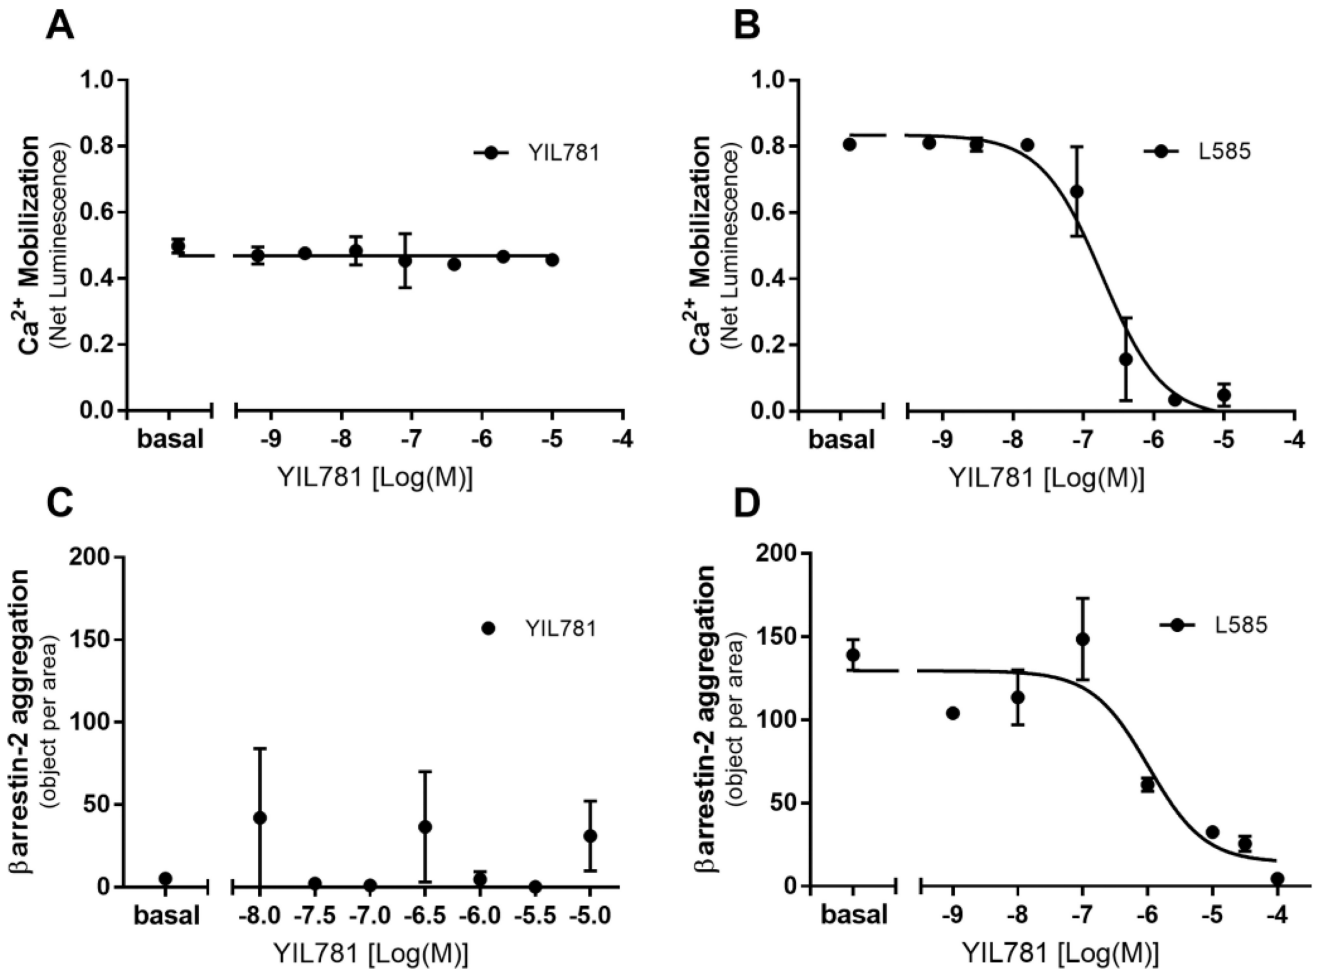 A
Ca2+ Mobilization
(Net Luminescence)
1.0
0.8
0.6
0.4
0.2
0.0
YIL781
basal -9 -8 -7 -6 -5 -4
YIL781 [Log(M)]
B
Ca2+ Mobilization
(Net Luminescence)
1.0
0.8
0.6
0.4
0.2
0.0
L585
basal -9 -8 -7 -6 -5 -4
YIL781 [Log(M)]
C
βarrestin-2 aggregation
(object per area)
200
150
100
50
0
YIL781
basal -8.0 -7.5 -7.0 -6.5 -6.0 -5.5 -5.0
YIL781 [Log(M)]
D
βarrestin-2 aggregation
(object per area)
200
150
100
50
0
L585
basal -9 -8 -7 -6 -5 -4
YIL781 [Log(M)]